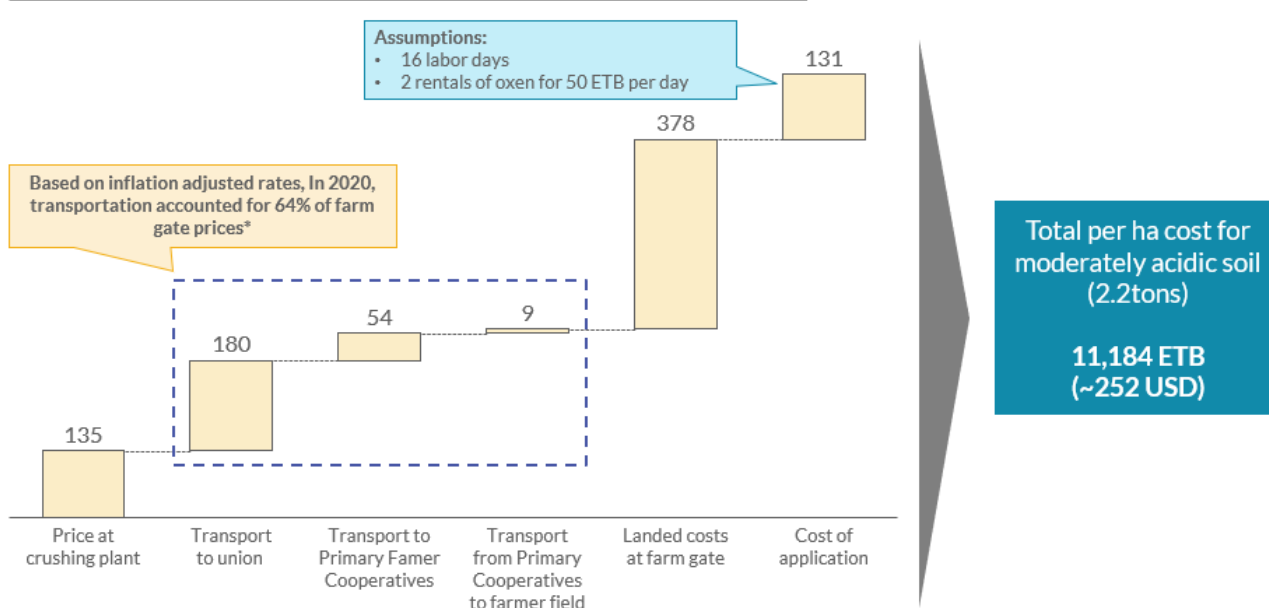 Assumptions:
• 16 labor days
• 2 rentals of oxen for 50 ETB per day
131
378
Based on inflation adjusted rates, In 2020,
transportation accounted for 64% of farm
gate prices*
180
54
9
135
Price at
crushing plant
Transport
to union
Transport to
Primary Famer
Cooperatives
Transport
from Primary
Cooperatives
to farmer field
Landed costs
at farm gate
Cost of
application
Total per ha cost for
moderately acidic soil
(2.2tons)
11,184 ETB
(~252 USD)